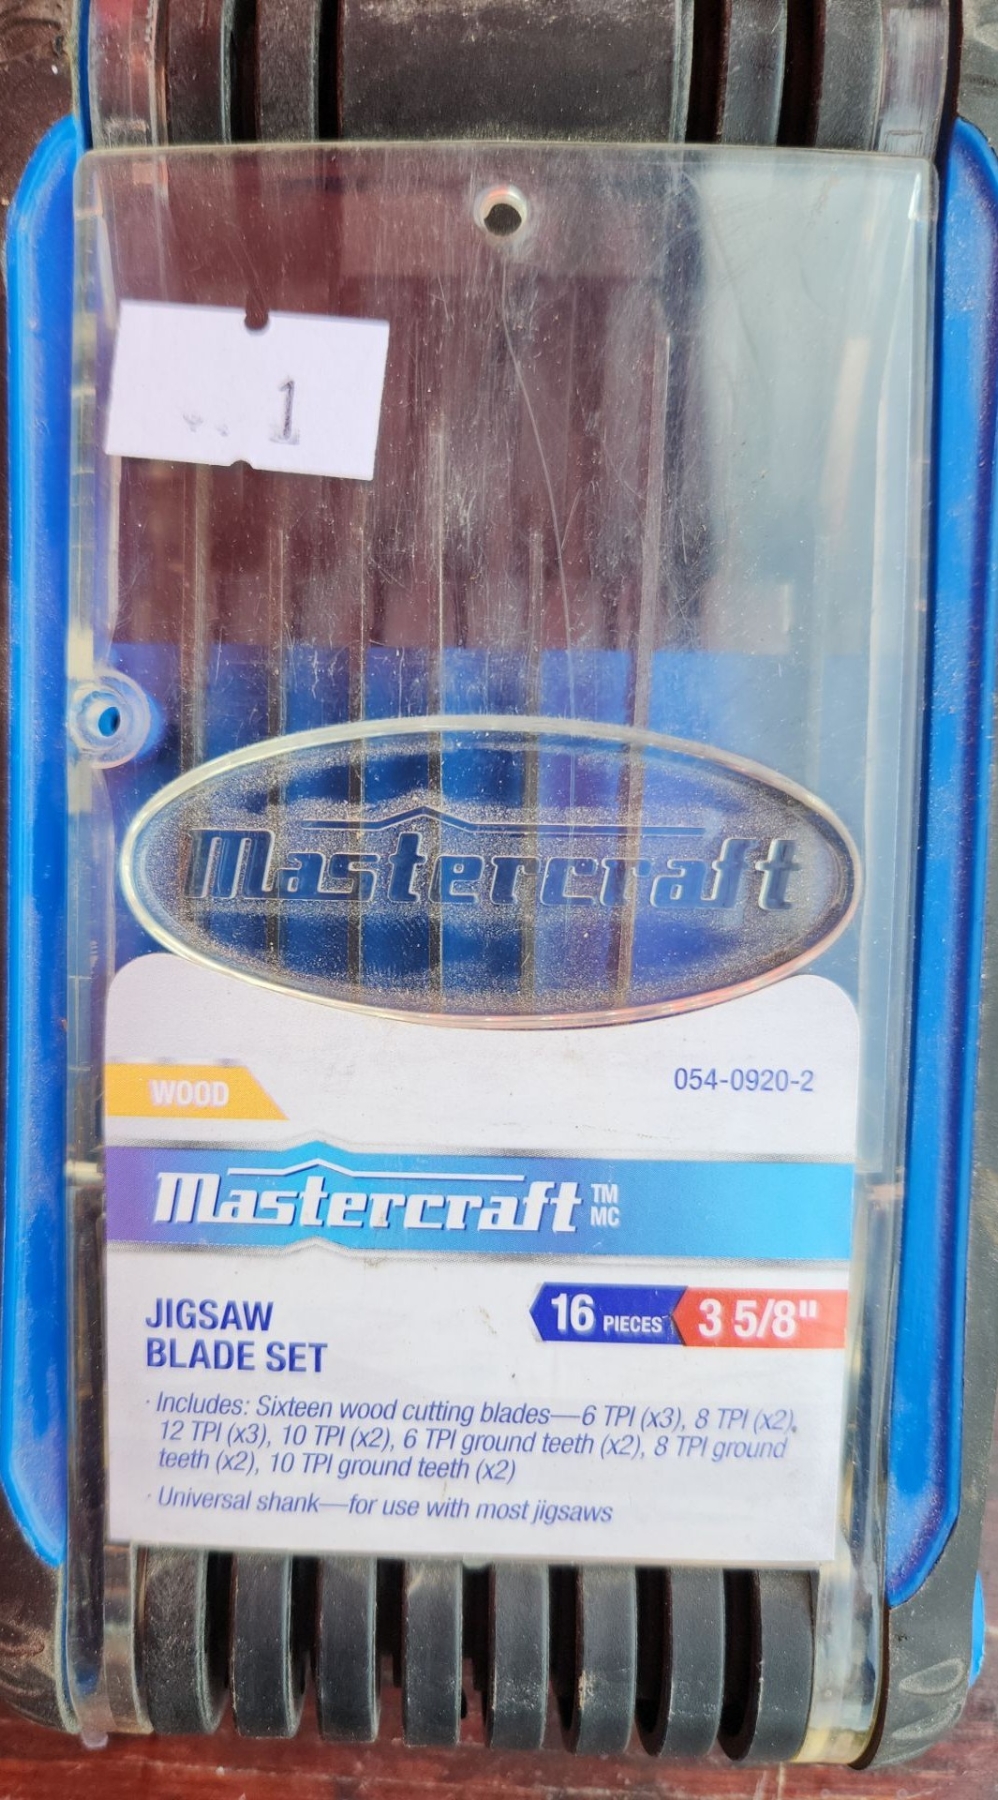 1
Mastercraft
WOOD
054-0920-2
Mastercraft TM
MC
JIGSAW
BLADE SET
16 PIECES 3 5/8"
· Includes: Sixteen wood cutting blades—6 TPI (x3), 8 TPI (x2),
12 TPI (x3), 10 TPI (x2), 6 TPI ground teeth (x2), 8 TPI ground
teeth (x2), 10 TPI ground teeth (x2)
· Universal shank—for use with most jigsaws